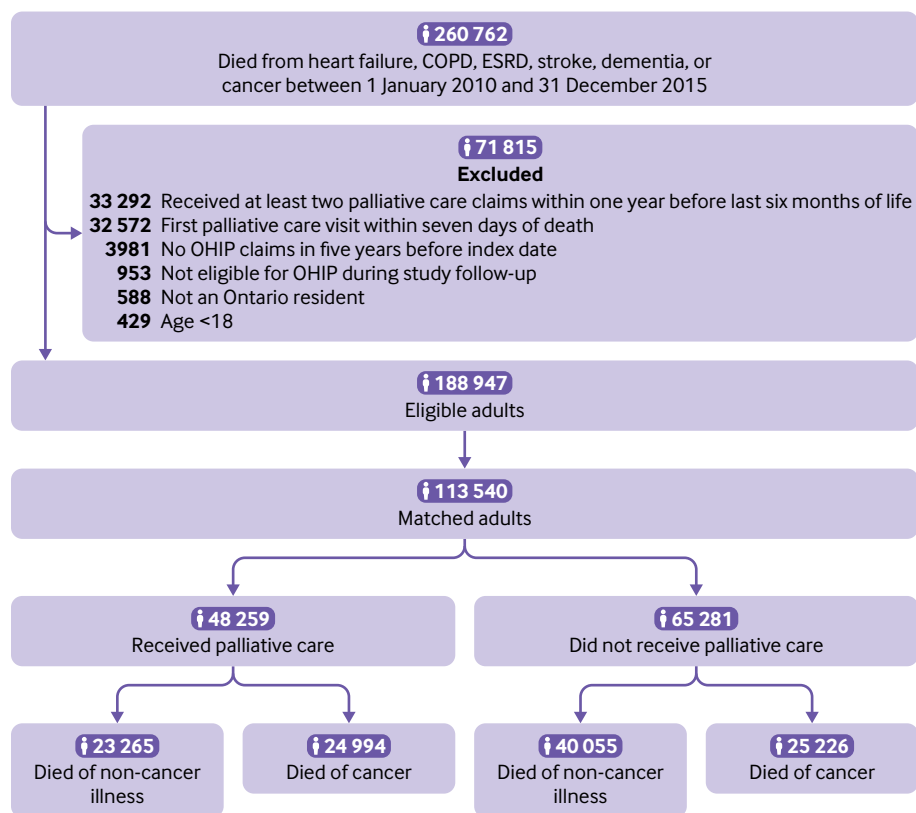 260 762
Died from heart failure, COPD, ESRD, stroke, dementia, or
cancer between 1 January 2010 and 31 December 2015
71 815
Excluded
33 292 Received at least two palliative care claims within one year before last six months of life
32 572 First palliative care visit within seven days of death
3981 No OHIP claims in five years before index date
953 Not eligible for OHIP during study follow-up
588 Not an Ontario resident
429 Age <18
188 947
Eligible adults
113 540
Matched adults
48 259
Received palliative care
65 281
Did not receive palliative care
23 265
Died of non-cancer
illness
24 994
Died of cancer
40 055
Died of non-cancer
illness
25 226
Died of cancer